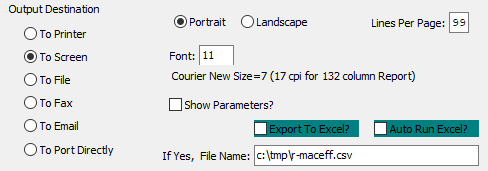 Output Destination
Portrait
Landscape
Lines Per Page: 99
To Printer
To Screen
Font: 11
Courier New Size=7 (17 cpi for 132 column Report)
To File
To Fax
Show Parameters?
To Email
Export To Excel?
Auto Run Excel?
To Port Directly
If Yes, File Name: c:\tmp\r-maceff.csv